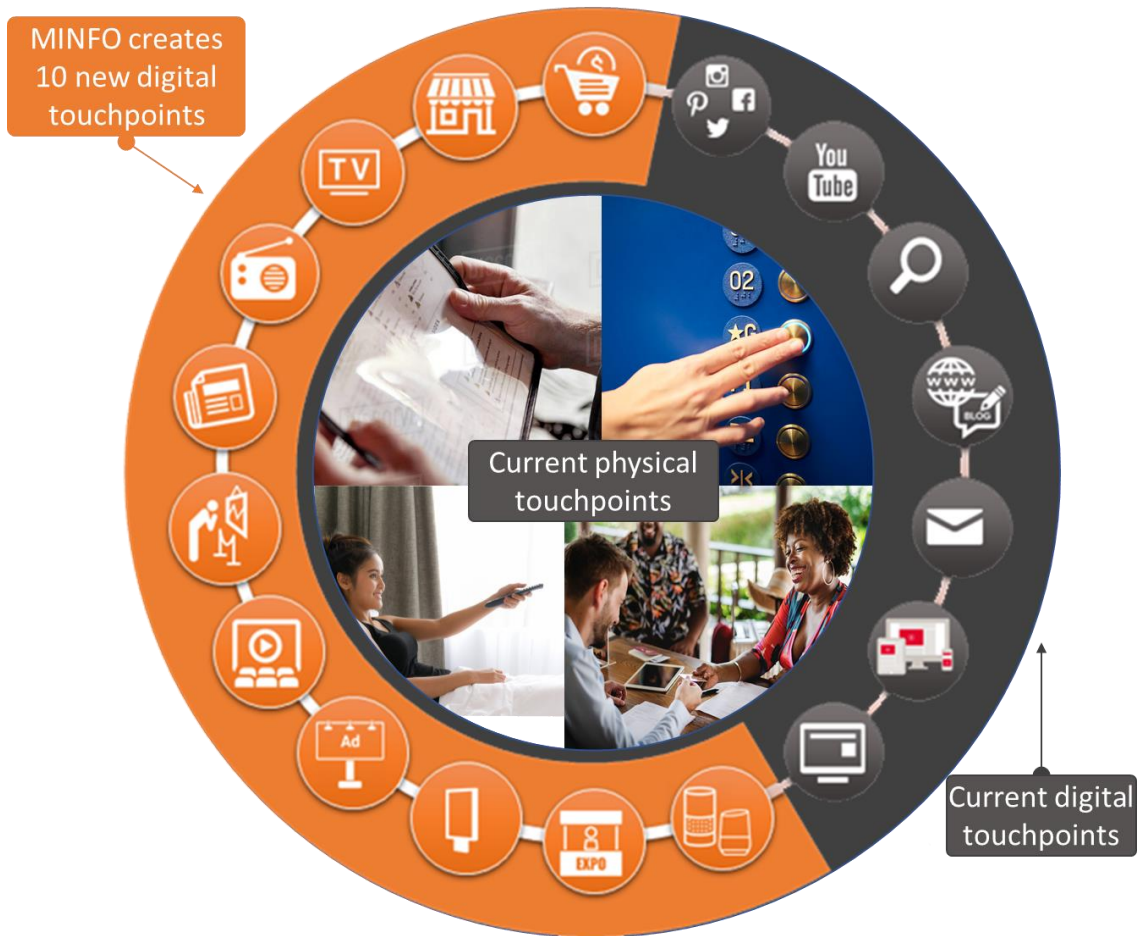 MINFO creates
10 new digital
touchpoints
TV
You
Tube
WWW
BLOG
02
Current physical
touchpoints
Ad
EXPO
Current digital
touchpoints